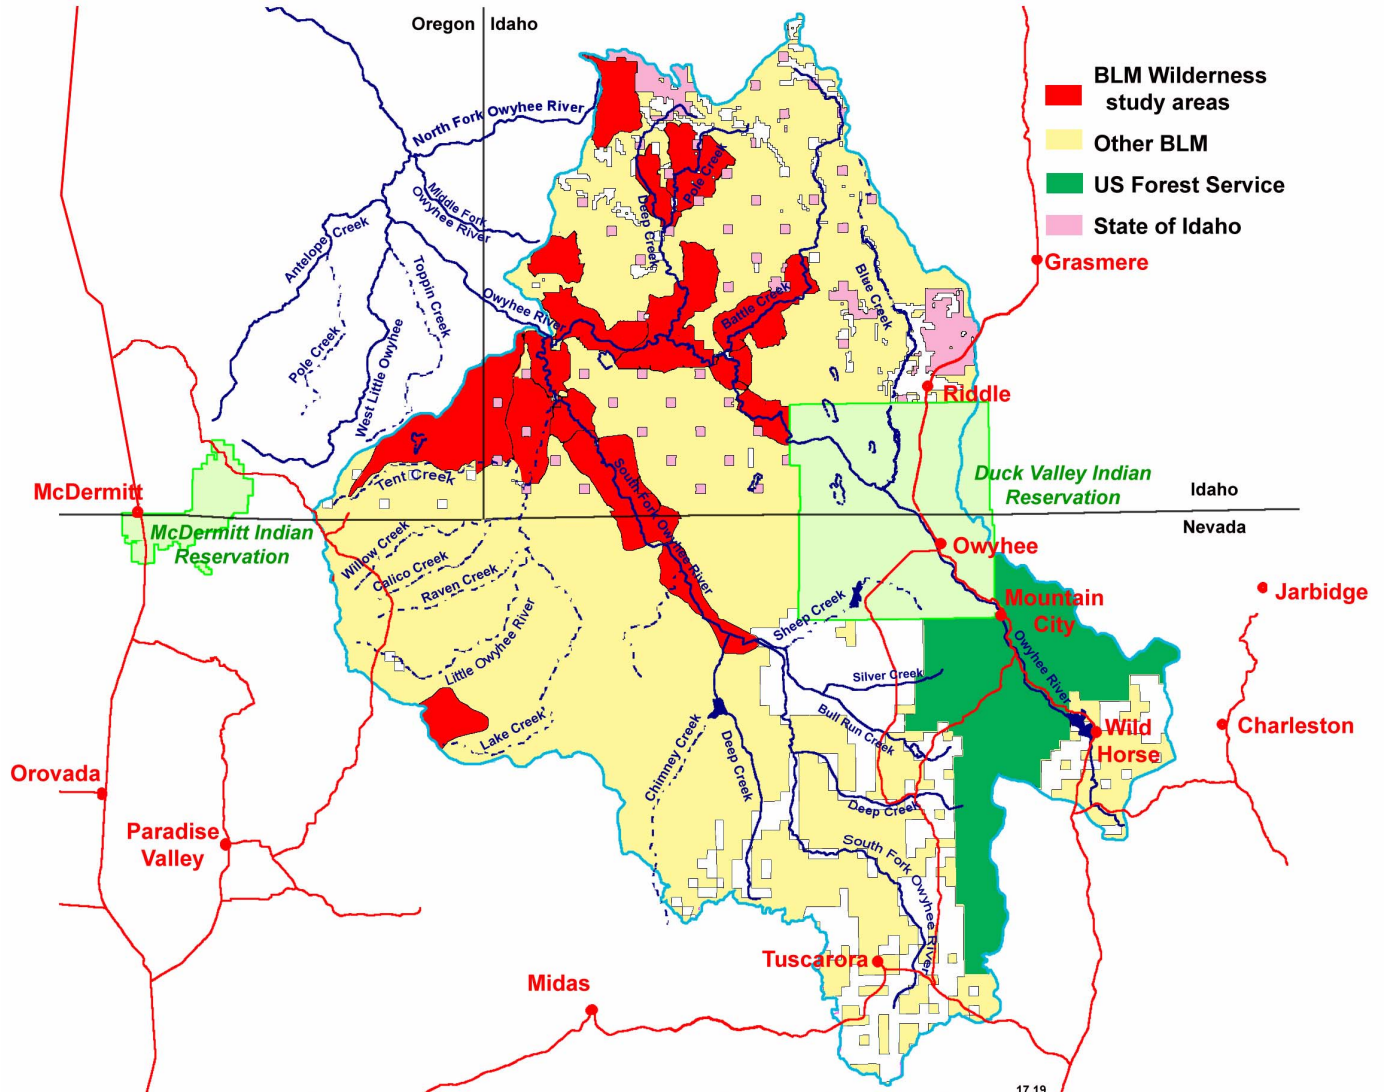 Oregon Idaho
BLM Wilderness
study areas
Other BLM
US Forest Service
State of Idaho
North Fork Owyhee River
Middle Fork
Owyhee River
Antelope Creek
Toppin Creek
Pole Creek
West Little Owyhee
Owyhee River
Deep Creek
Pole Creek
Battle Creek
Blue Creek
Grasmere
Riddle
Duck Valley Indian
Reservation
Idaho
Nevada
McDermitt
McDermitt Indian
Reservation
Tent Creek
Willow Creek
Calico Creek
Raven Creek
Little Owyhee River
Lake Creek
South Fork Owyhee River
Owyhee
Mountain
City
Jarbidge
Sheep Creek
Owyhee River
Silver Creek
Bull Run Creek
Wild
Horse
Charleston
Chimney Creek
Deep Creek
Deep Creek
South Fork Owyhee River
Orovada
Paradise
Valley
Tuscarora
Midas
17.19